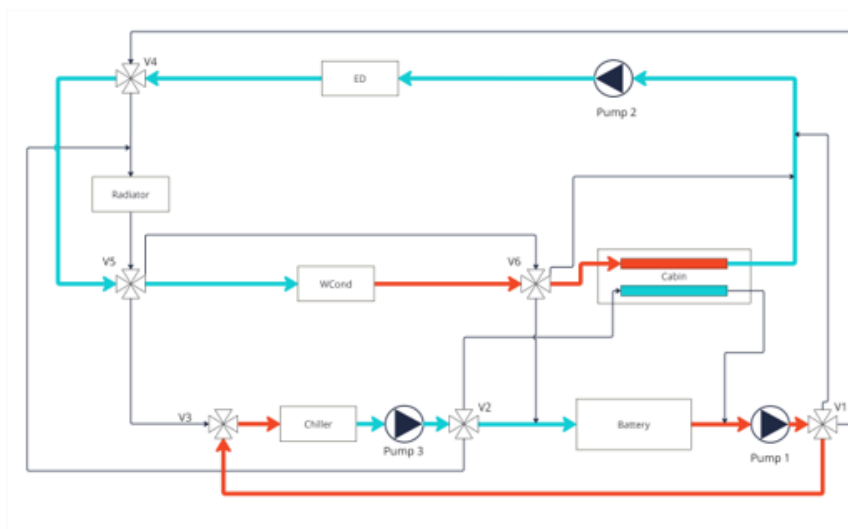 V4
ED
Pump 2
Radiator
V5
V6
WCond
Cabin
V3
Chiller
Pump 3
V2
Battery
Pump 1
V1